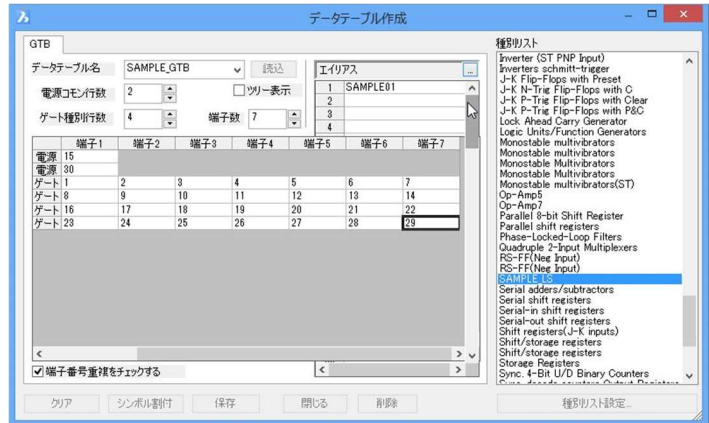 データテーブル作成
GTB
データテーブル名 SAMPLE_GTB 読込
電源コモン行数 2 ツリー表示
ゲート種別行数 4 端子数 7
エイリアス ...
1 SAMPLE01
2
3
4
端子1 端子2 端子3 端子4 端子5 端子6 端子7
電源 15
電源 30
ゲート 1 2 3 4 5 6 7
ゲート 8 9 10 11 12 13 14
ゲート 16 17 18 19 20 21 22
ゲート 23 24 25 26 27 28 29
端子番号重複をチェックする
クリア シンボル割付 保存 閉じる 削除
種別リスト
Inverter (ST PNP Input)
Inverters schmitt-trigger
J-K Flip-Flops with Preset
J-K N-Trig Flip-Flops with C
J-K P-Trig Flip-Flops with Clear
J-K P-Trig Flip-Flops with P&C
Lock Ahead Carry Generator
Logic Units/Function Generators
Monostable multivibrators
Monostable multivibrators
Monostable Multivibrators
Monostable multivibrators
Monostable multivibrators(ST)
Op-Amp5
Op-Amp7
Parallel 8-bit Shift Register
Parallel shift registers
Phase-Locked-Loop Filters
Quadruple 2-Input Multiplexers
RS-FF(Neg Input)
RS-FF(Neg Input)
SAMPLE_LS
Serial adders/subtractors
Serial shift registers
Serial-in shift registers
Serial-out shift registers
Shift registers(J-K inputs)
Shift/storage registers
Shift/storage registers
Storage Registers
Sync. 4-Bit U/D Binary Counters
種別リスト設定...